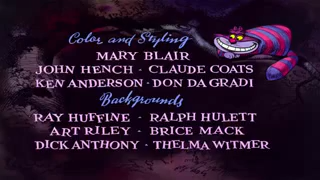 Color and Styling
MARY BLAIR
JOHN HENCH · CLAUDE COATS
KEN ANDERSON · DON DA GRADI
Backgrounds
RAY HUFFINE · RALPH HULETT
ART RILEY · BRICE MACK
DICK ANTHONY · THELMA WITMER